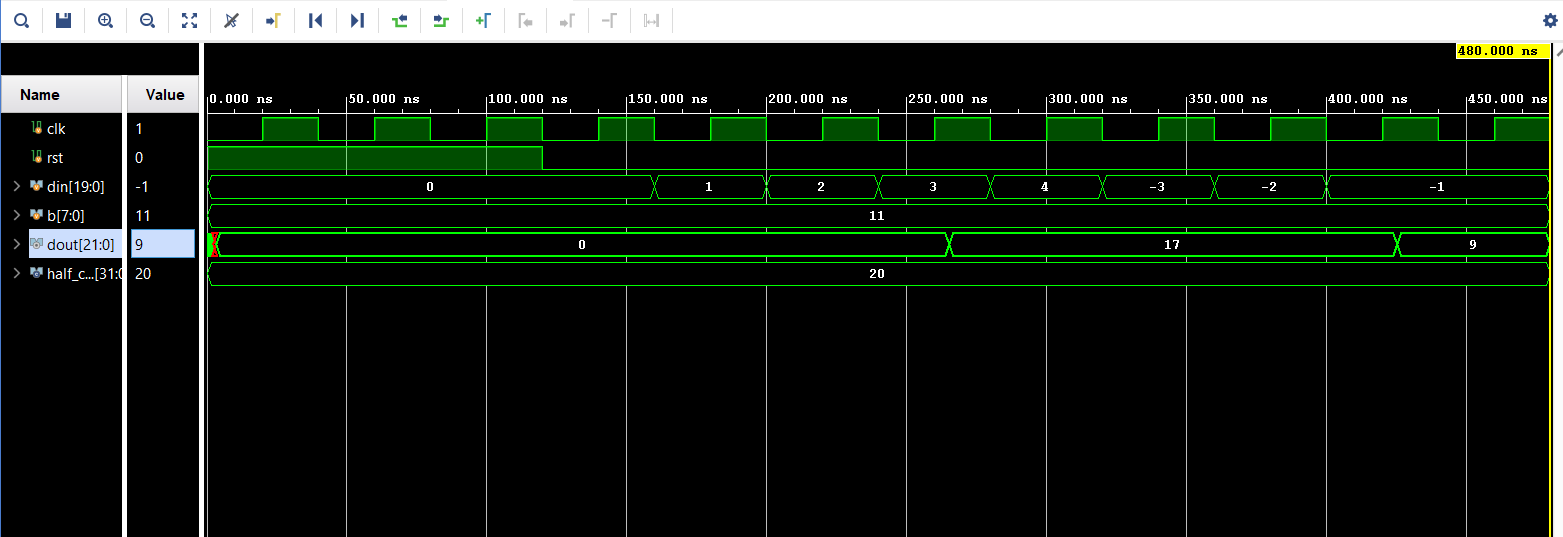 480.000 ns
Name Value
0.000 ns 50.000 ns 100.000 ns 150.000 ns 200.000 ns 250.000 ns 300.000 ns 350.000 ns 400.000 ns 450.000 ns
clk 1
rst 0
din[19:0] -1 0 1 2 3 4 -3 -2 -1
b[7:0] 11 11
dout[21:0] 9 0 17 9
half_c...[31:0 20 20